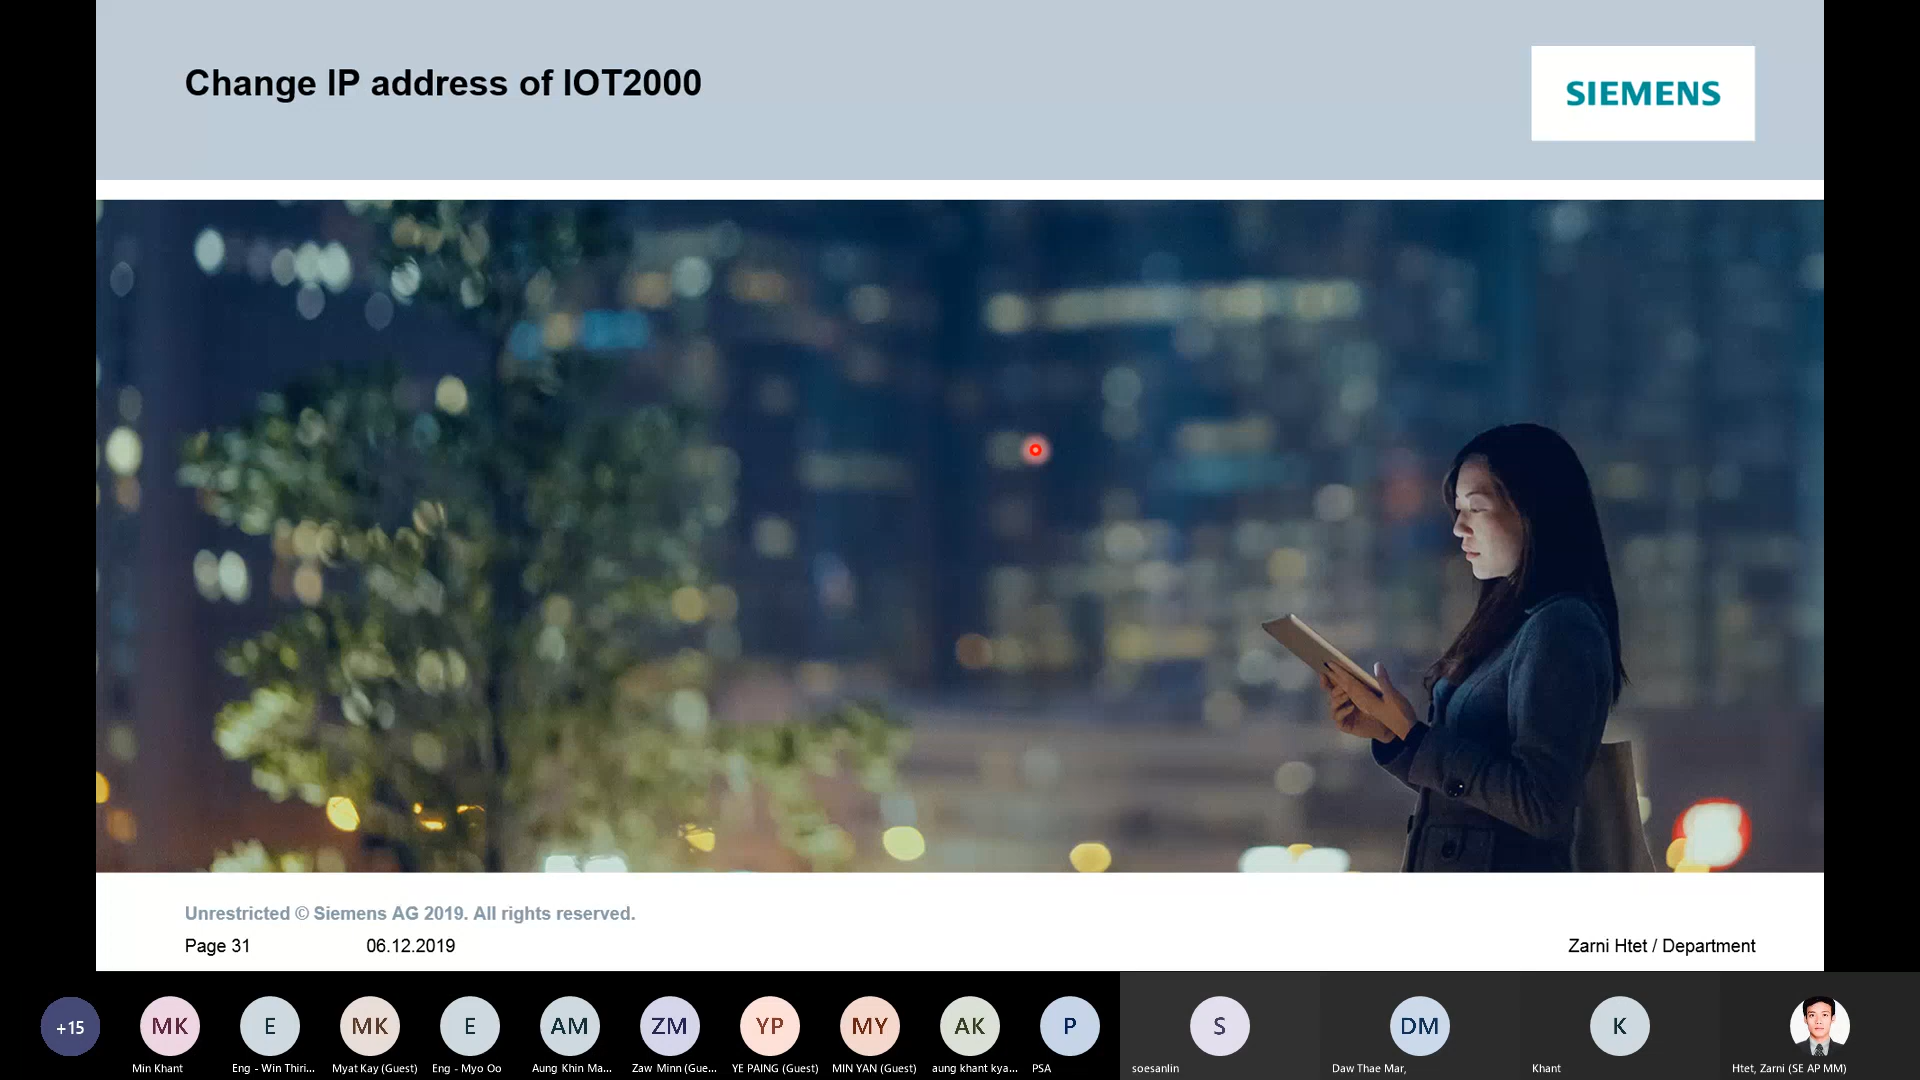 Change IP address of IOT2000
SIEMENS
Unrestricted © Siemens AG 2019. All rights reserved.
Page 31
06.12.2019
Zarni Htet / Department
+15
MK
E
MK
E
AM
ZM
YP
MY
AK
P
S
DM
K
Min Khant
Eng - Win Thiri...
Myat Kay (Guest)
Eng - Myo Oo
Aung Khin Ma...
Zaw Minn (Gue...
YE PAING (Guest)
MIN YAN (Guest)
aung khant kya...
PSA
soesanlin
Daw Thae Mar,
Khant
Htet, Zarni (SE AP MM)